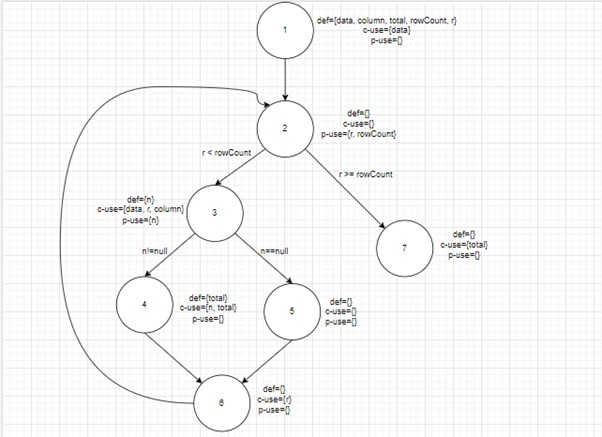 1
def={data, column, total, rowCount, r}
c-use={data}
p-use={}
2
def={}
c-use={}
p-use={r, rowCount}
r < rowCount
r >= rowCount
def={n}
c-use={data, r, column}
p-use={n}
3
7
def={}
c-use={total}
p-use={}
n!=null
n==null
4
def={total}
c-use={n, total}
p-use={}
5
def={}
c-use={}
p-use={}
6
def={}
c-use={r}
p-use={}